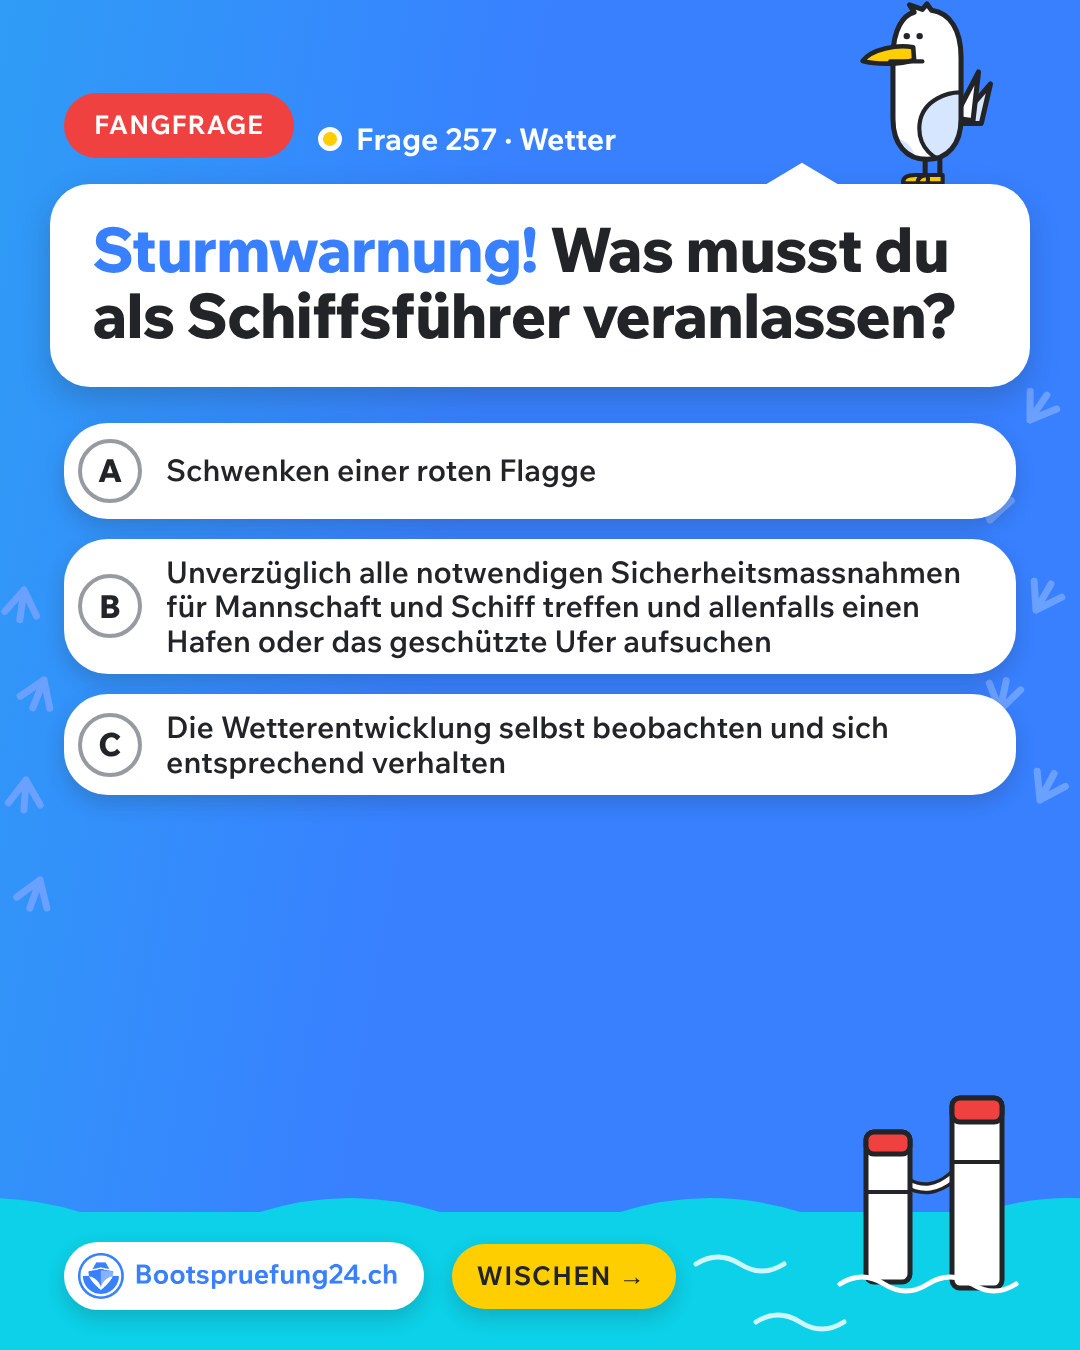 FANGFRAGE
Frage 257 · Wetter
Sturmwarnung! Was musst du
als Schiffsführer veranlassen?
A Schwenken einer roten Flagge
B Unverzüglich alle notwendigen Sicherheitsmassnahmen
für Mannschaft und Schiff treffen und allenfalls einen
Hafen oder das geschützte Ufer aufsuchen
C Die Wetterentwicklung selbst beobachten und sich
entsprechend verhalten
Bootspruefung24.ch
WISCHEN →